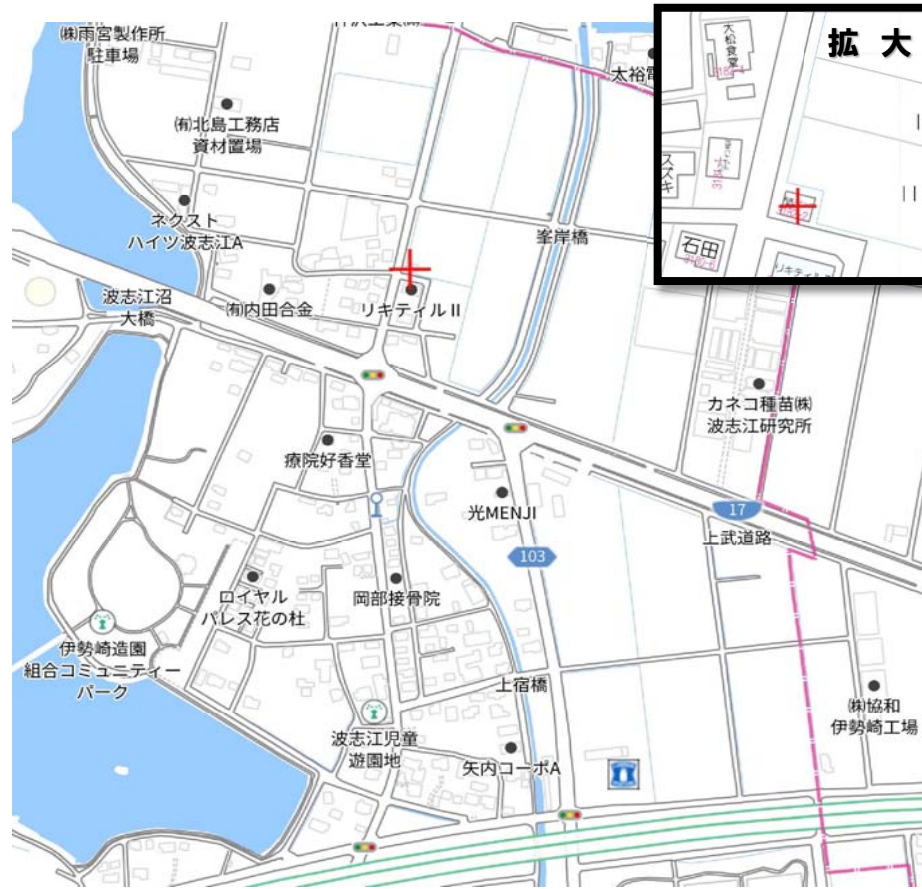 ㈱雨宮製作所
駐車場
拡 大
大松食堂
スズキ
石田
3180-6
リキティルⅡ
㈲北島工務店
資材置場
ネクスト
ハイツ波志江A
峯岸橋
波志江沼
大橋
㈲内田合金
リキティルⅡ
カネコ種苗㈱
波志江研究所
療院好香堂
光MENJI
17
上武道路
103
ロイヤル
パレス花の杜
岡部接骨院
伊勢崎造園
組合コミュニティー
パーク
上宿橋
㈱協和
伊勢崎工場
波志江児童
遊園地
矢内コーポA